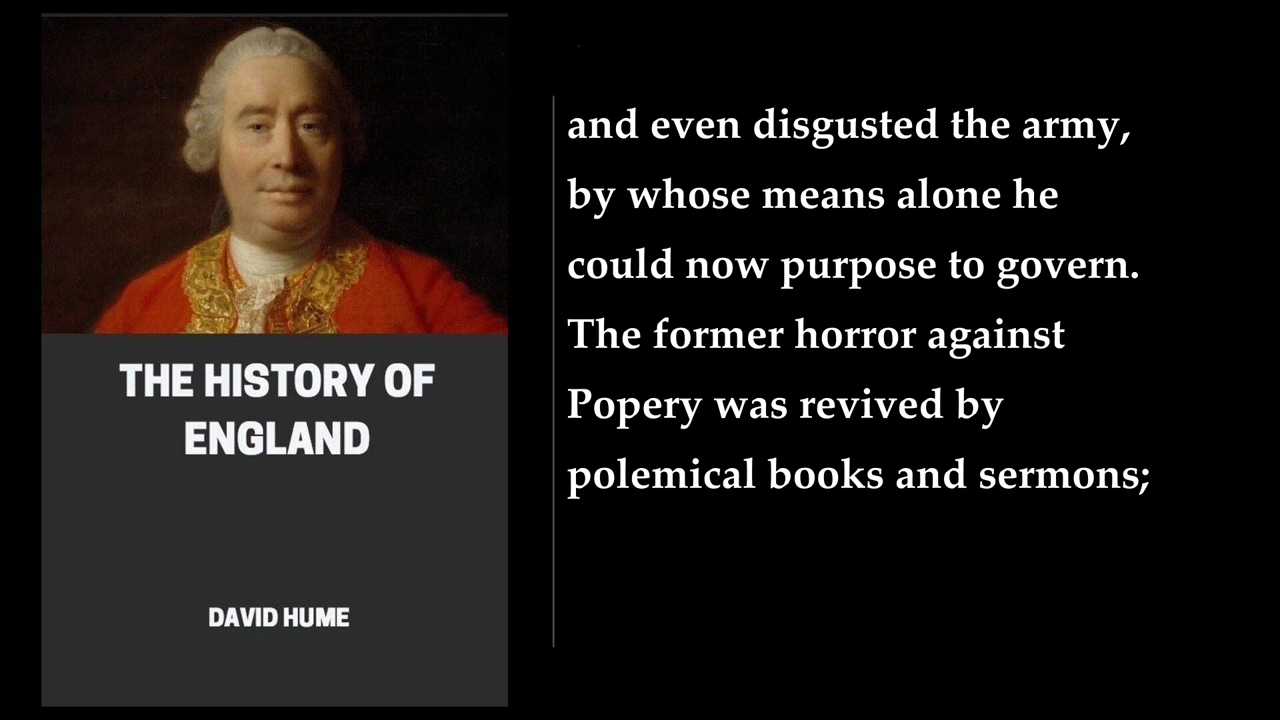 THE HISTORY OF
ENGLAND
DAVID HUME
and even disgusted the army,
by whose means alone he
could now purpose to govern.
The former horror against
Popery was revived by
polemical books and sermons;